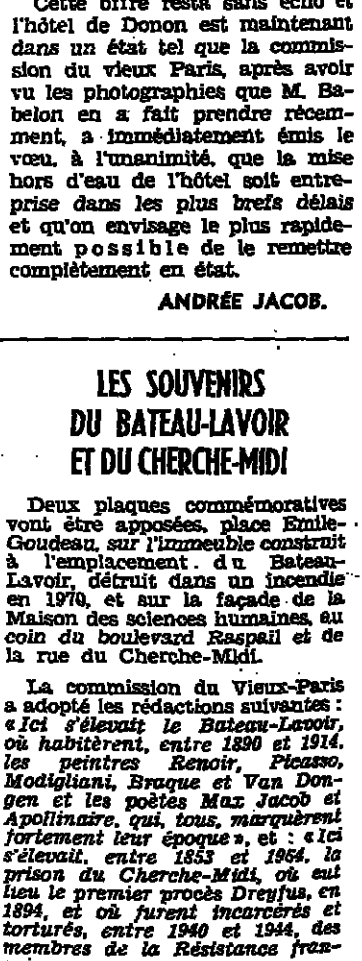 Cette offre resta sans écho et
l'hôtel de Donon est maintenant
dans un état tel que la commis-
sion du vieux Paris, après avoir
vu les photographies que M. Ba-
belon en a fait prendre récem-
ment, a immédiatement émis le
vœu, à l'unanimité, que la mise
hors d'eau de l'hôtel soit entre-
prise dans les plus brefs délais
et qu'on envisage le plus rapide-
ment possible de le remettre
complètement en état.
ANDRÉE JACOB.
LES SOUVENIRS
DU BATEAU-LAVOIR
ET DU CHERCHE-MIDI
Deux plaques commémoratives
vont être apposées, place Emile-
Goudeau, sur l'immeuble construit
à l'emplacement du Bateau-
Lavoir, détruit dans un incendie
en 1970, et sur la façade de la
Maison des sciences humaines, au
coin du boulevard Raspail et de
la rue du Cherche-Midi.
La commission du Vieux-Paris
a adopté les rédactions suivantes :
« Ici s'élevait le Bateau-Lavoir,
où habitèrent, entre 1890 et 1914,
les peintres Renoir, Picasso,
Modigliani, Braque et Van Don-
gen et les poètes Max Jacob et
Apollinaire, qui, tous, marquèrent
fortement leur époque », et : « Ici
s'élevait, entre 1853 et 1964, la
prison du Cherche-Midi, où eut
lieu le premier procès Dreyfus, en
1894, et où furent incarcérés et
torturés, entre 1940 et 1944, des
membres de la Résistance fran-